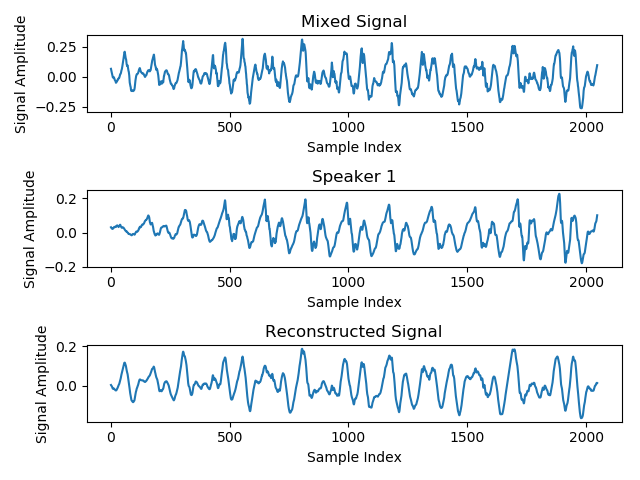 Mixed Signal
Signal Amplitude
0.25
0.00
−0.25
0 500 1000 1500 2000
Sample Index
Speaker 1
Signal Amplitude
0.2
0.0
−0.2
0 500 1000 1500 2000
Sample Index
Reconstructed Signal
Signal Amplitude
0.2
0.0
0 500 1000 1500 2000
Sample Index